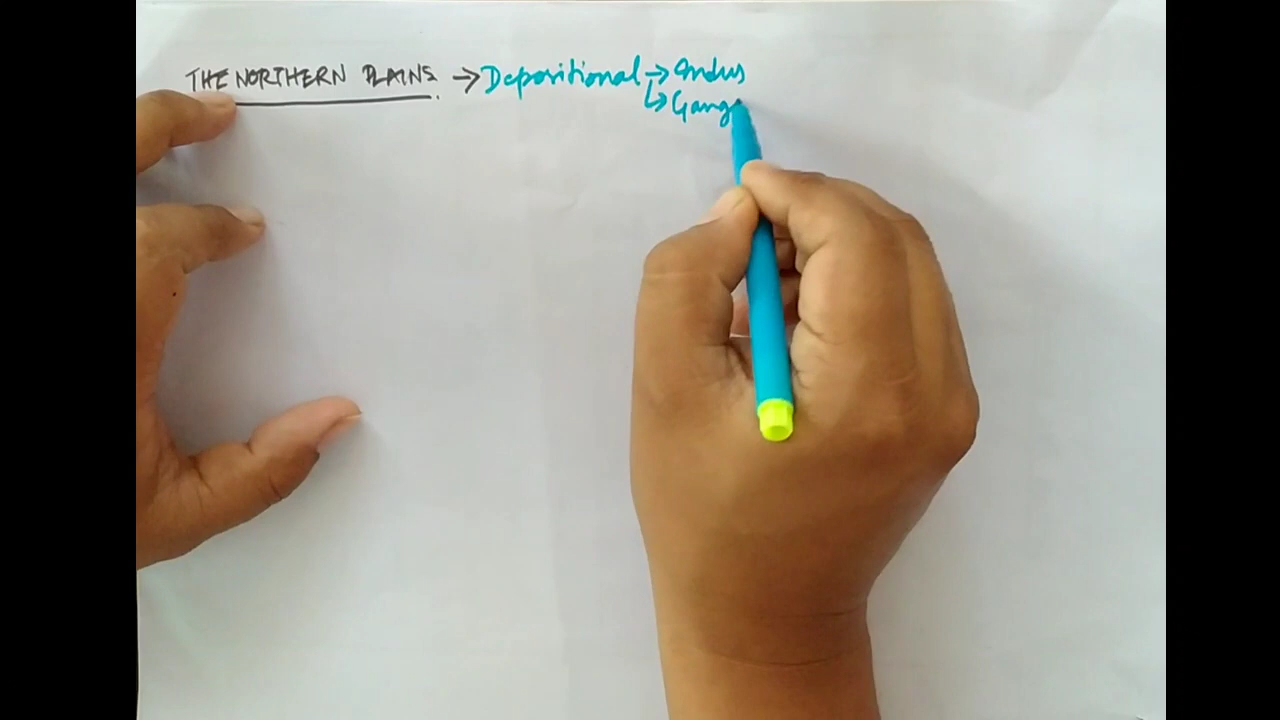 THE NORTHERN PLAINS. → Depositional → Indus
↳ Gang